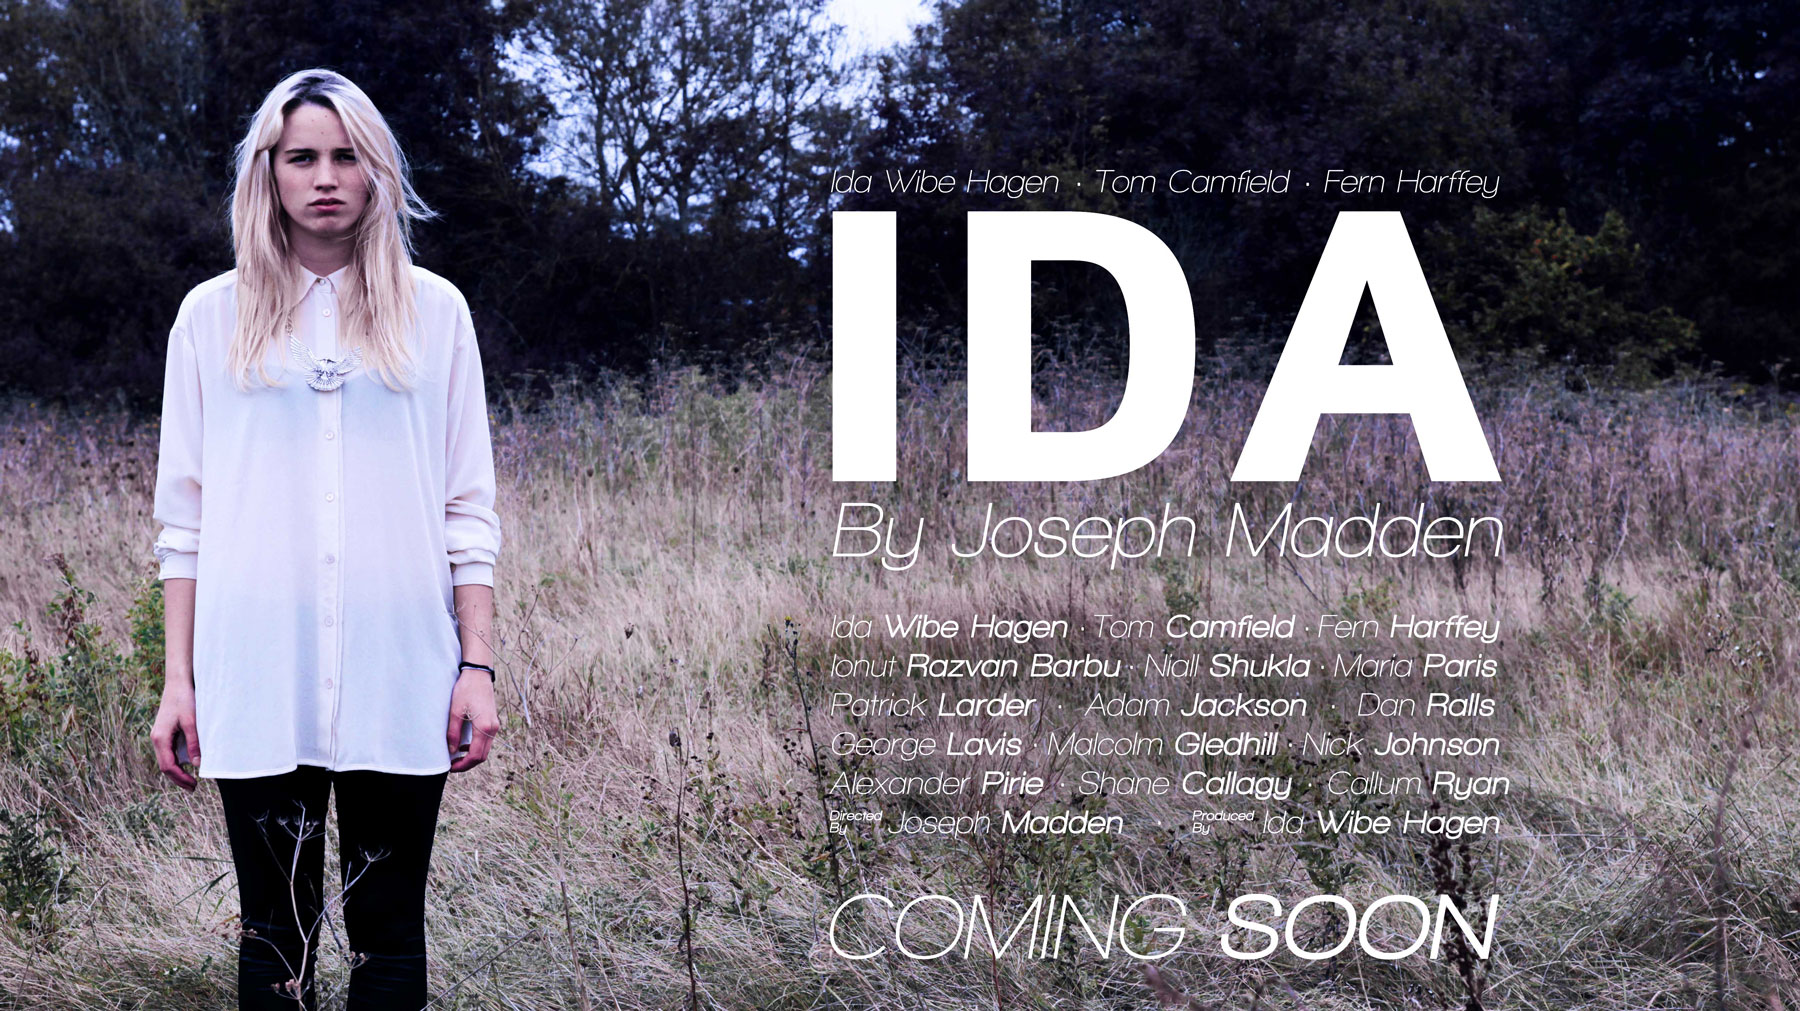 Ida Wibe Hagen · Tom Camfield · Fern Harffey
IDA
By Joseph Madden
Ida Wibe Hagen · Tom Camfield · Fern Harffey
Ionut Razvan Barbu · Niall Shukla · Maria Paris
Patrick Larder · Adam Jackson · Dan Ralls
George Lavis · Malcolm Gledhill · Nick Johnson
Alexander Pirie · Shane Callagy · Callum Ryan
Directed By Joseph Madden · Produced By Ida Wibe Hagen
COMING SOON